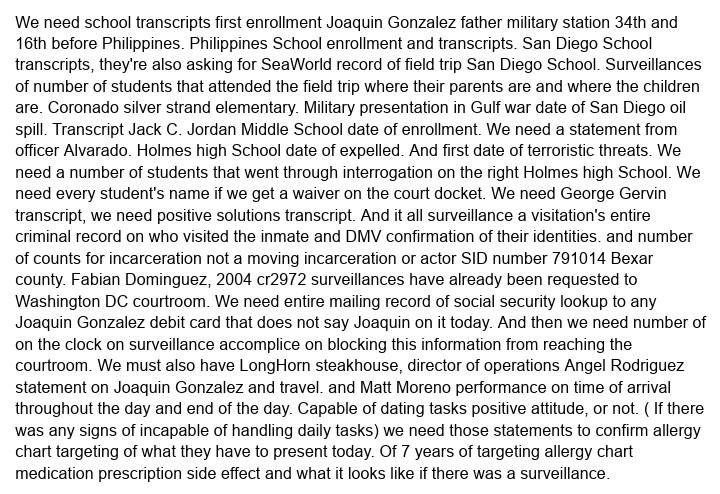 We need school transcripts first enrollment Joaquin Gonzalez father military station 34th and
16th before Philippines. Philippines School enrollment and transcripts. San Diego School
transcripts, they're also asking for SeaWorld record of field trip San Diego School. Surveillances
of number of students that attended the field trip where their parents are and where the children
are. Coronado silver strand elementary. Military presentation in Gulf war date of San Diego oil
spill. Transcript Jack C. Jordan Middle School date of enrollment. We need a statement from
officer Alvarado. Holmes high School date of expelled. And first date of terroristic threats. We
need a number of students that went through interrogation on the right Holmes high School. We
need every student's name if we get a waiver on the court docket. We need George Gervin
transcript, we need positive solutions transcript. And it all surveillance a visitation's entire
criminal record on who visited the inmate and DMV confirmation of their identities. and number
of counts for incarceration not a moving incarceration or actor SID number 791014 Bexar
county. Fabian Dominguez, 2004 cr2972 surveillances have already been requested to
Washington DC courtroom. We need entire mailing record of social security lookup to any
Joaquin Gonzalez debit card that does not say Joaquin on it today. And then we need number of
on the clock on surveillance accomplice on blocking this information from reaching the
courtroom. We must also have LongHorn steakhouse, director of operations Angel Rodriguez
statement on Joaquin Gonzalez and travel. and Matt Moreno performance on time of arrival
throughout the day and end of the day. Capable of dating tasks positive attitude, or not. ( If there
was any signs of incapable of handling daily tasks) we need those statements to confirm allergy
chart targeting of what they have to present today. Of 7 years of targeting allergy chart
medication prescription side effect and what it looks like if there was a surveillance.